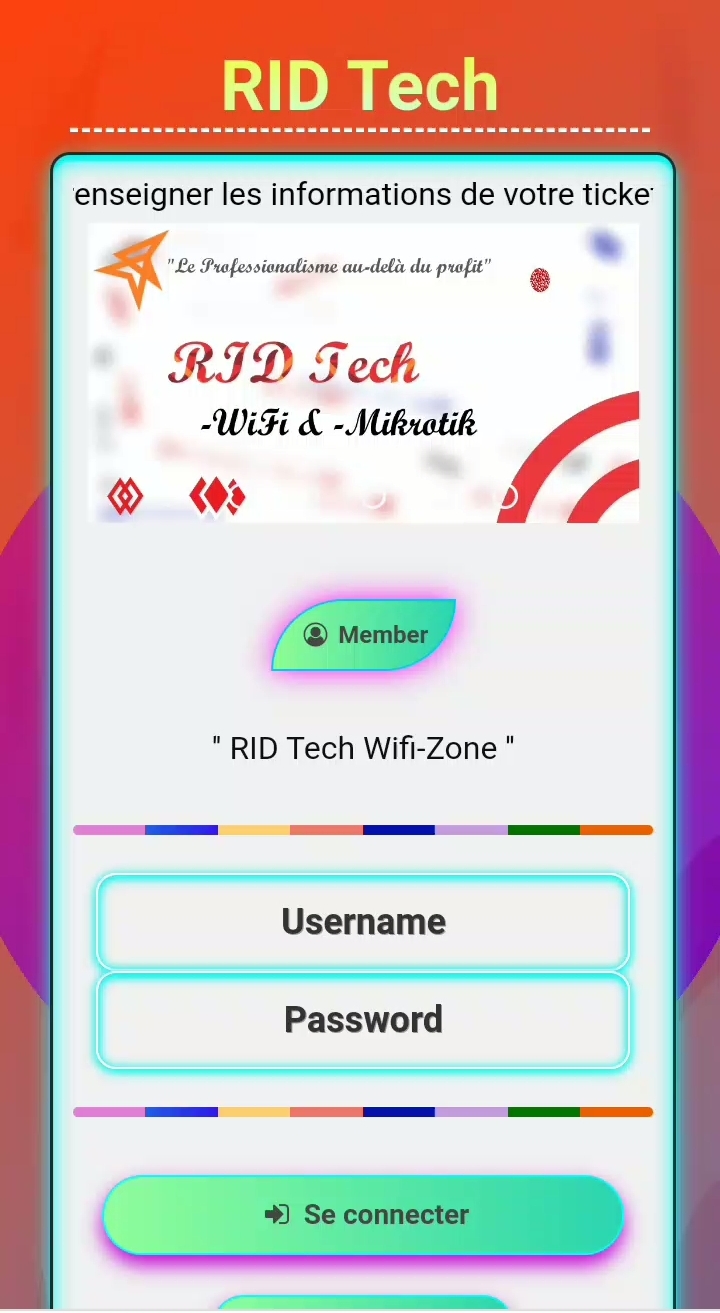 RID Tech
enseigner les informations de votre ticket
"Le Professionalisme au-delà du profit"
RID Tech
-WiFi & -Mikrotik
Member
" RID Tech Wifi-Zone "
Username
Password
Se connecter